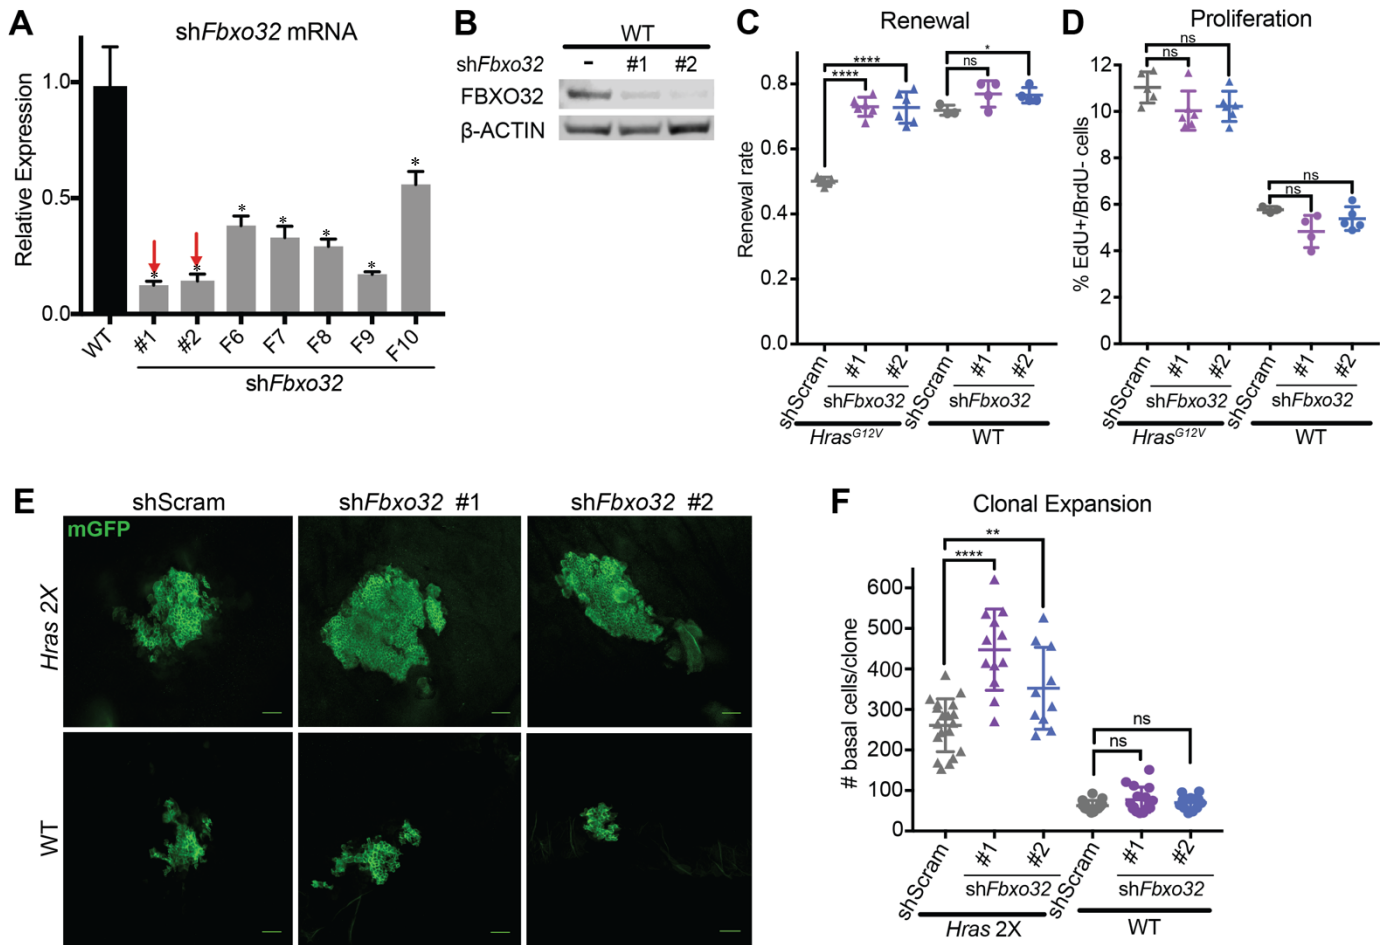 A
shFbxo32 mRNA
Relative Expression
1.0
0.5
0.0
*
*
*
*
*
*
*
WT
#1
#2
F6
F7
F8
F9
F10
shFbxo32
B
WT
shFbxo32 - #1 #2
FBXO32
β-ACTIN
C
Renewal
Renewal rate
0.8
0.6
0.4
0.2
0.0
****
****
*
ns
shScram
#1
#2
shFbxo32
HrasG12V
shScram
#1
#2
shFbxo32
WT
D
Proliferation
% EdU+/BrdU- cells
12
10
8
6
4
2
0
ns
ns
ns
ns
shScram
#1
#2
shFbxo32
HrasG12V
shScram
#1
#2
shFbxo32
WT
E
shScram shFbxo32 #1 shFbxo32 #2
mGFP
Hras 2X
WT
F
Clonal Expansion
# basal cells/clone
600
500
400
300
200
100
0
**
****
ns
ns
shScram
#1
#2
shFbxo32
Hras 2X
shScram
#1
#2
shFbxo32
WT